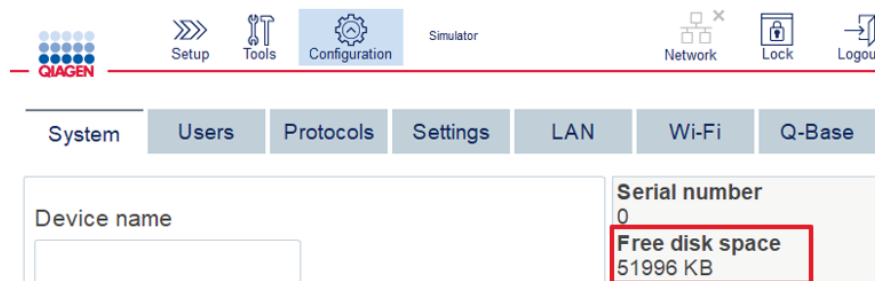 QIAGEN
Setup
Tools
Configuration
Simulator
Network
Lock
System
Users
Protocols
Settings
LAN
Wi-Fi
Q-Base
Device name
Serial number
0
Free disk space
51996 KB